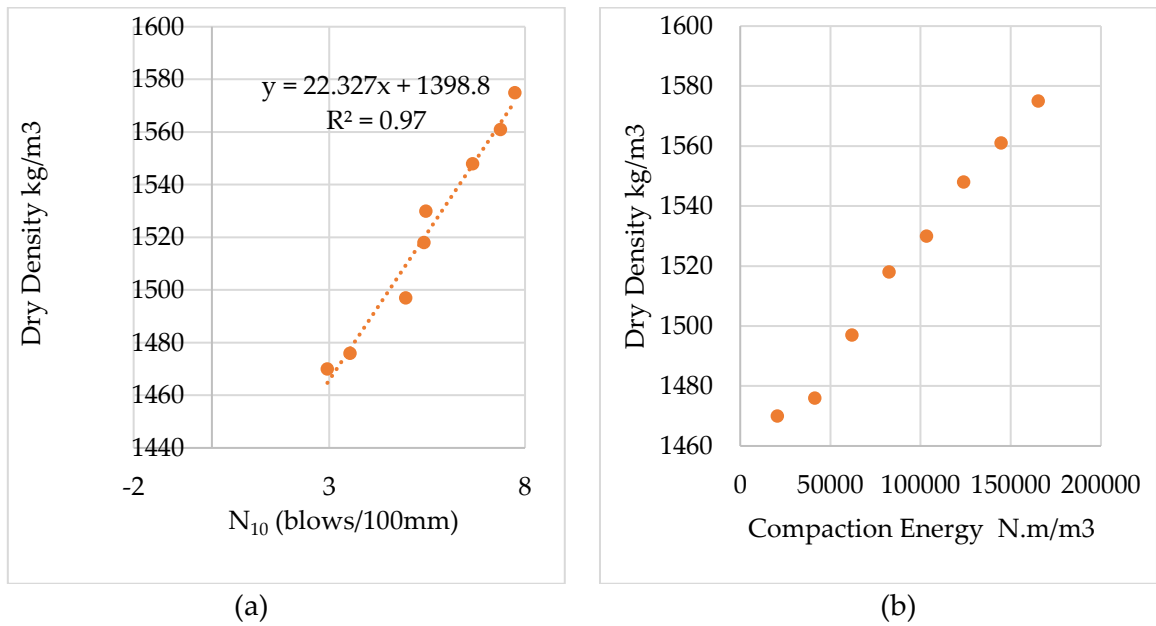 Dry Density kg/m3
1600
1580
1560
1540
1520
1500
1480
1460
1440
y = 22.327x + 1398.8
R² = 0.97
-2 3 8
N₁₀ (blows/100mm)
(a)
Dry Density kg/m3
1600
1580
1560
1540
1520
1500
1480
1460
0 50000 100000 150000 200000
Compaction Energy N.m/m3
(b)